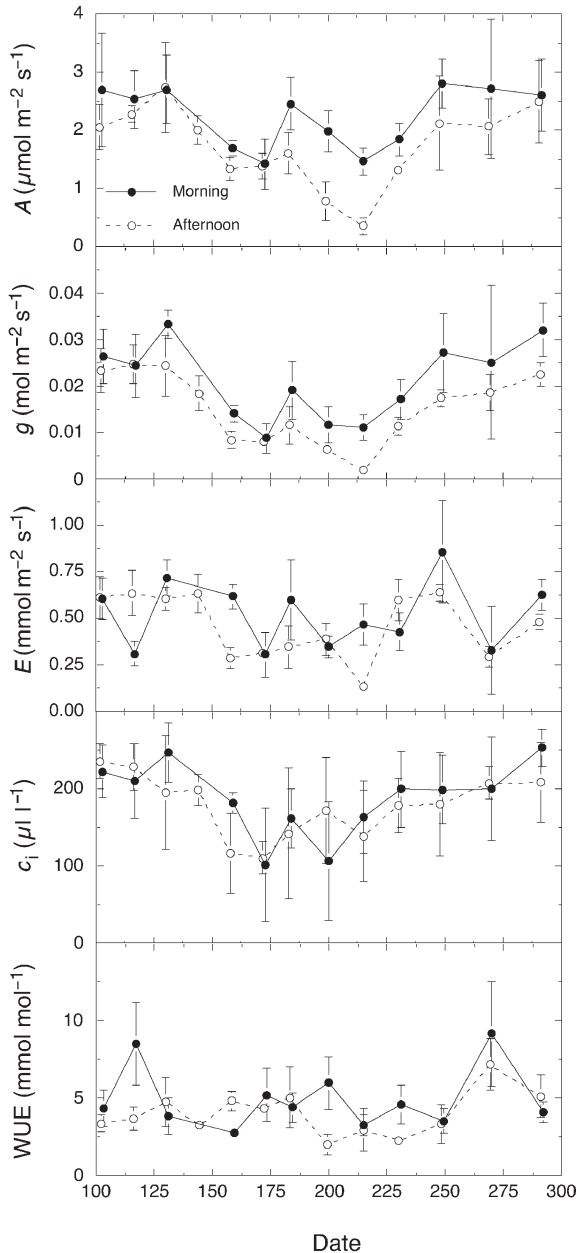 4
3
2
1
0
A (μmol m−2 s−1)
Morning
Afternoon
0.04
0.03
0.02
0.01
0
g (mol m−2 s−1)
1.00
0.75
0.50
0.25
0.00
E (mmol m−2 s−1)
200
100
0
ci (μl l−1)
10
5
0
WUE (mmol mol−1)
100 125 150 175 200 225 250 275 300
Date